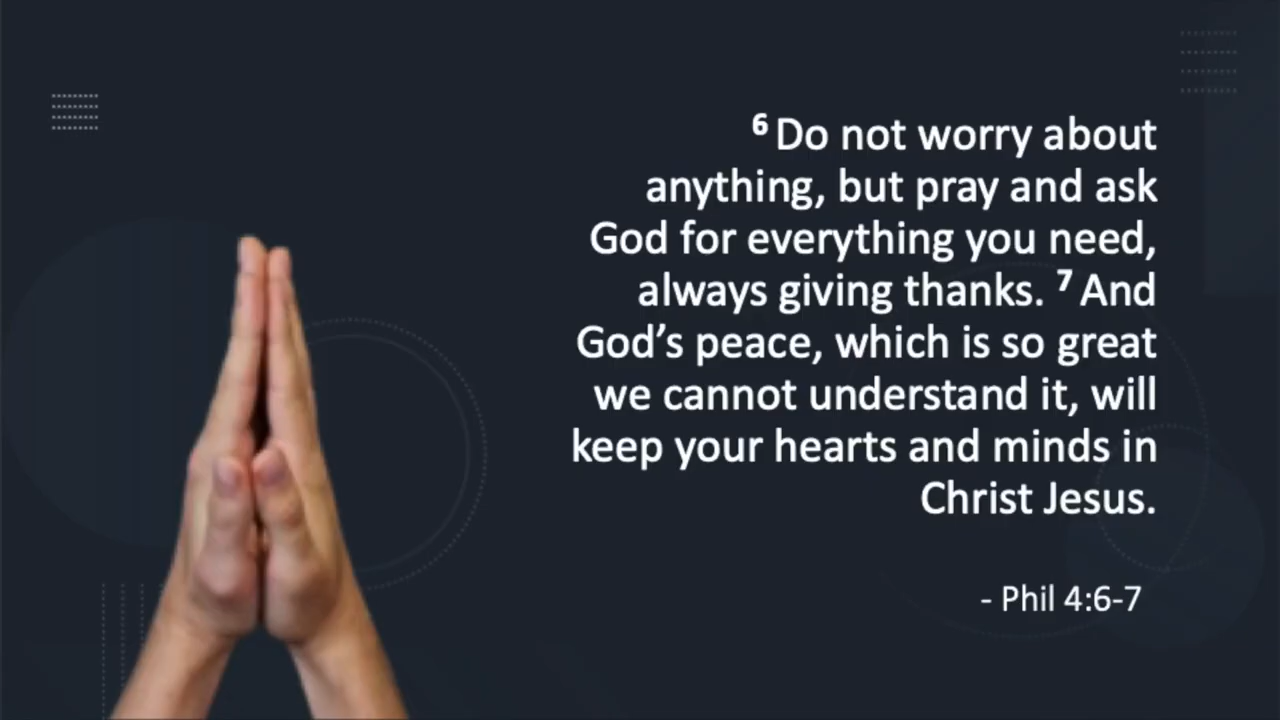 ⁶ Do not worry about
anything, but pray and ask
God for everything you need,
always giving thanks. ⁷ And
God’s peace, which is so great
we cannot understand it, will
keep your hearts and minds in
Christ Jesus.
- Phil 4:6-7